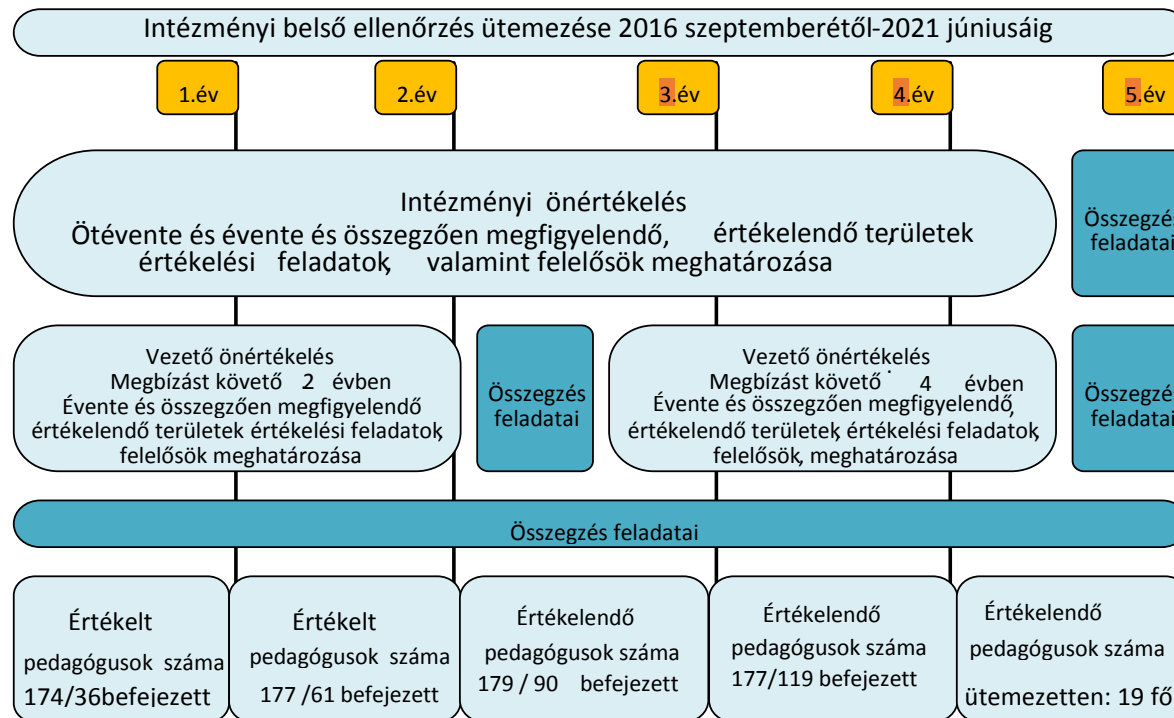 Intézményi belső ellenőrzés ütemezése 2016 szeptemberétől-2021 júniusáig
1.év
2.év
3.év
4.év
5.év
Intézményi önértékelés
Ötévente és évente és összegzően megfigyelendő, értékelendő területek,
értékelési feladatok, valamint felelősök meghatározása
Összegzés
feladatai
Vezető önértékelés
Megbízást követő 2 évben
Évente és összegzően megfigyelendő
értékelendő területek értékelési feladatok,
felelősök meghatározása
Összegzés
feladatai
Vezető önértékelés
Megbízást követő 4 évben
Évente és összegzően megfigyelendő,
értékelendő területek, értékelési feladatok,
felelősök, meghatározása
Összegzés
feladatai
Összegzés feladatai
Értékelt
pedagógusok száma
174/36befejezett
Értékelt
pedagógusok száma
177 /61 befejezett
Értékelendő
pedagógusok száma
179 / 90 befejezett
Értékelendő
pedagógusok száma
177/119 befejezett
Értékelendő
pedagógusok száma
ütemezetten: 19 fő